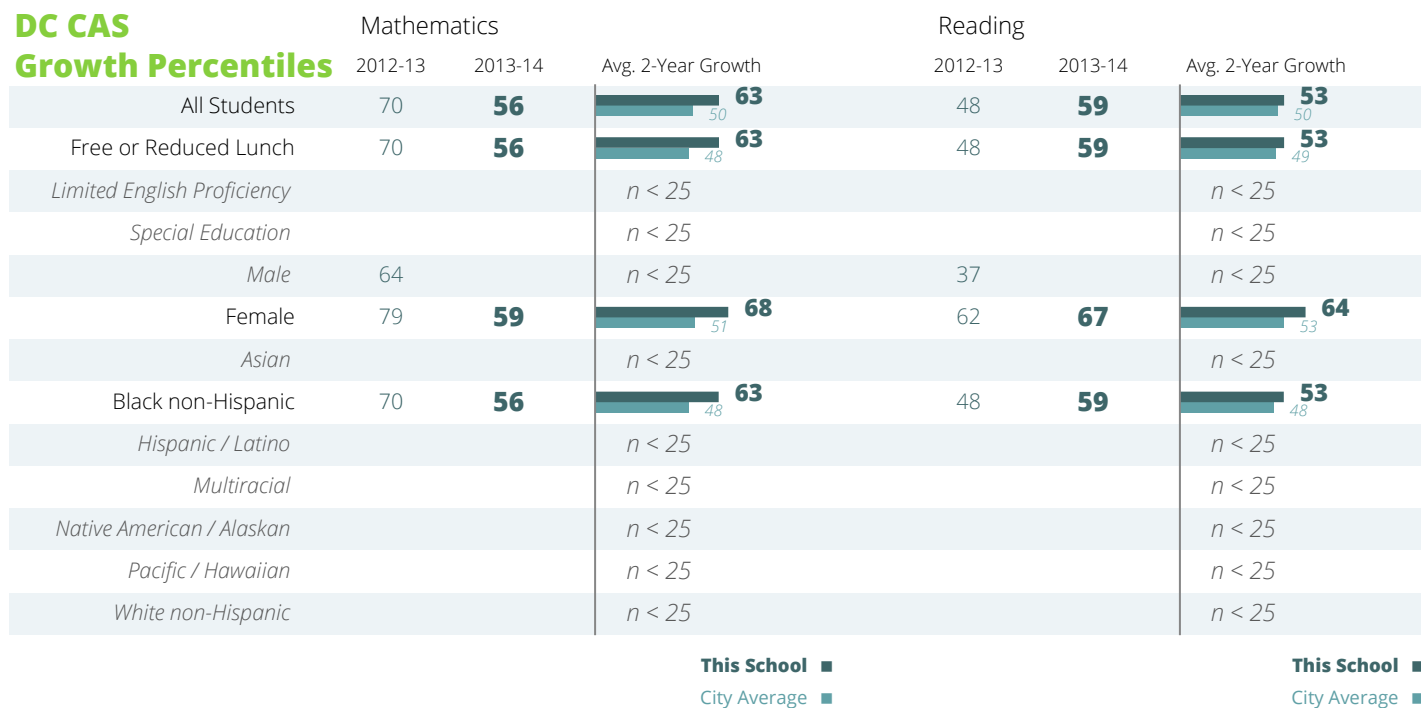 DC CAS Mathematics Reading
Growth Percentiles 2012-13 2013-14 Avg. 2-Year Growth 2012-13 2013-14 Avg. 2-Year Growth
All Students 70 56 63 50 48 59 53 50
Free or Reduced Lunch 70 56 63 48 48 59 53 49
Limited English Proficiency n < 25 n < 25
Special Education n < 25 n < 25
Male 64 n < 25 37 n < 25
Female 79 59 68 51 62 67 64 53
Asian n < 25 n < 25
Black non-Hispanic 70 56 63 48 48 59 53 48
Hispanic / Latino n < 25 n < 25
Multiracial n < 25 n < 25
Native American / Alaskan n < 25 n < 25
Pacific / Hawaiian n < 25 n < 25
White non-Hispanic n < 25 n < 25
This School This School
City Average City Average